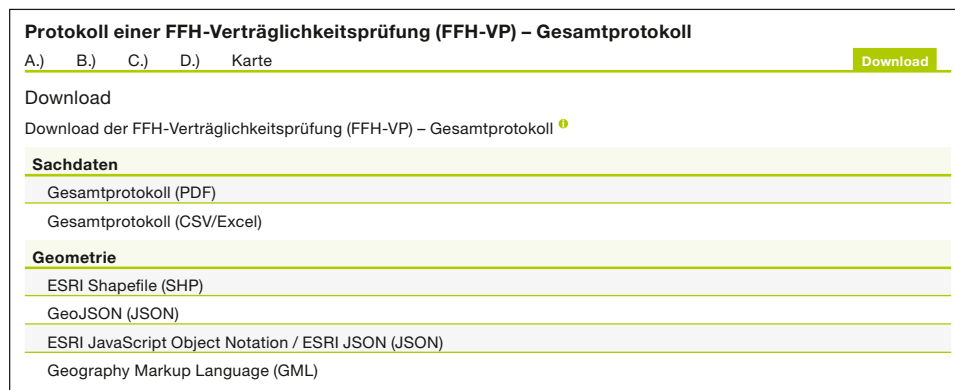 Protokoll einer FFH-Verträglichkeitsprüfung (FFH-VP) – Gesamtprotokoll
A.) B.) C.) D.) Karte Download
Download
Download der FFH-Verträglichkeitsprüfung (FFH-VP) – Gesamtprotokoll
Sachdaten
Gesamtprotokoll (PDF)
Gesamtprotokoll (CSV/Excel)
Geometrie
ESRI Shapefile (SHP)
GeoJSON (JSON)
ESRI JavaScript Object Notation / ESRI JSON (JSON)
Geography Markup Language (GML)